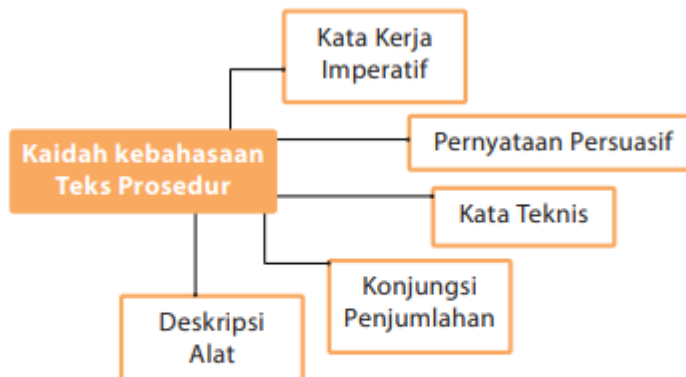 Kaidah kebahasaan
Teks Prosedur
Kata Kerja
Imperatif
Pernyataan Persuasif
Kata Teknis
Konjungsi
Penjumlahan
Deskripsi
Alat